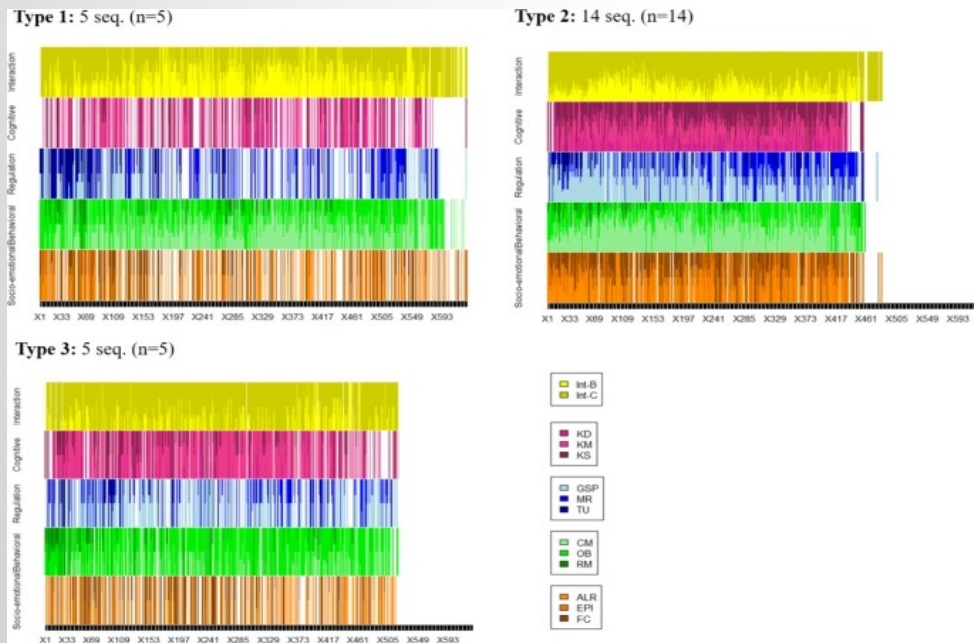 Type 1: 5 seq. (n=5)
Interaction
Cognitive
Regulation
Behavioral
Socio-emotional
X1 X33 X69 X109 X153 X197 X241 X285 X329 X373 X417 X461 X505 X549 X593
Type 2: 14 seq. (n=14)
Interaction
Cognitive
Regulation
Behavioral
Socio-emotional
X1 X33 X69 X109 X153 X197 X241 X285 X329 X373 X417 X461 X505 X549 X593
Type 3: 5 seq. (n=5)
Interaction
Cognitive
Regulation
Behavioral
Socio-emotional
X1 X33 X69 X109 X153 X197 X241 X285 X329 X373 X417 X461 X505 X549 X593
Int-B
Int-C
KD
KM
KS
GSP
MR
TU
CM
OB
RM
ALR
EPI
FC